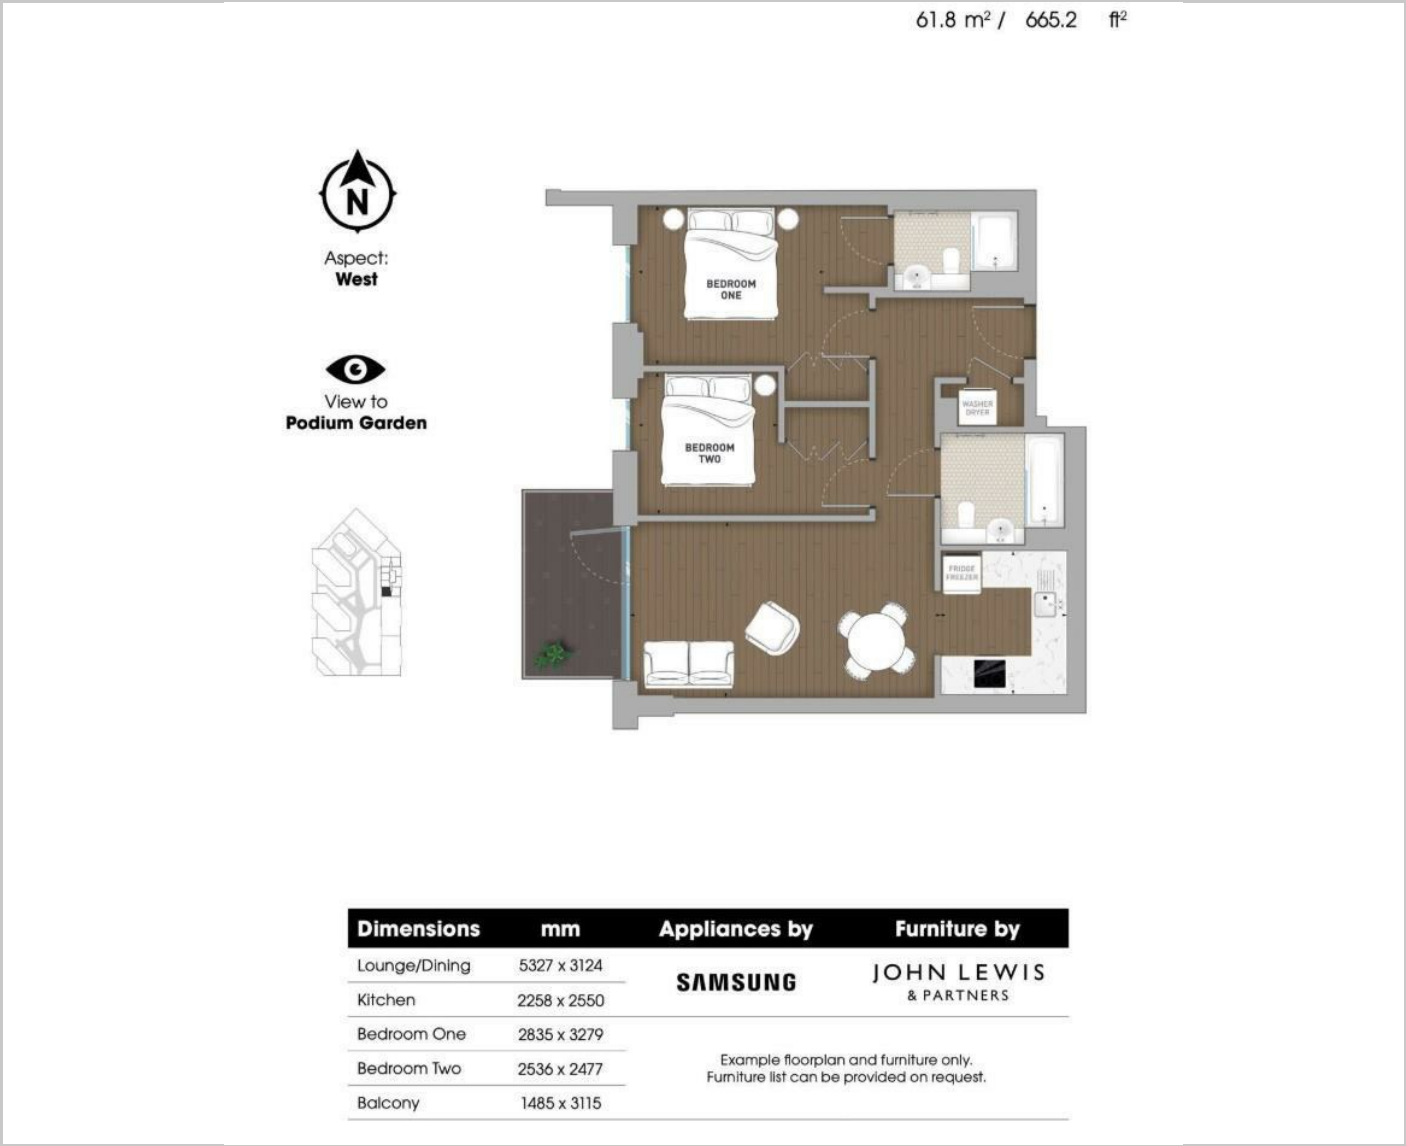 61.8 m² / 665.2 ft²
N
Aspect:
West
View to
Podium Garden
BEDROOM
ONE
BEDROOM
TWO
WASHER
DRYER
FRIDGE
FREEZER
Dimensions mm Appliances by Furniture by
Lounge/Dining 5327 x 3124
SAMSUNG
JOHN LEWIS
& PARTNERS
Kitchen 2258 x 2550
Bedroom One 2835 x 3279
Bedroom Two 2536 x 2477
Balcony 1485 x 3115
Example floorplan and furniture only.
Furniture list can be provided on request.